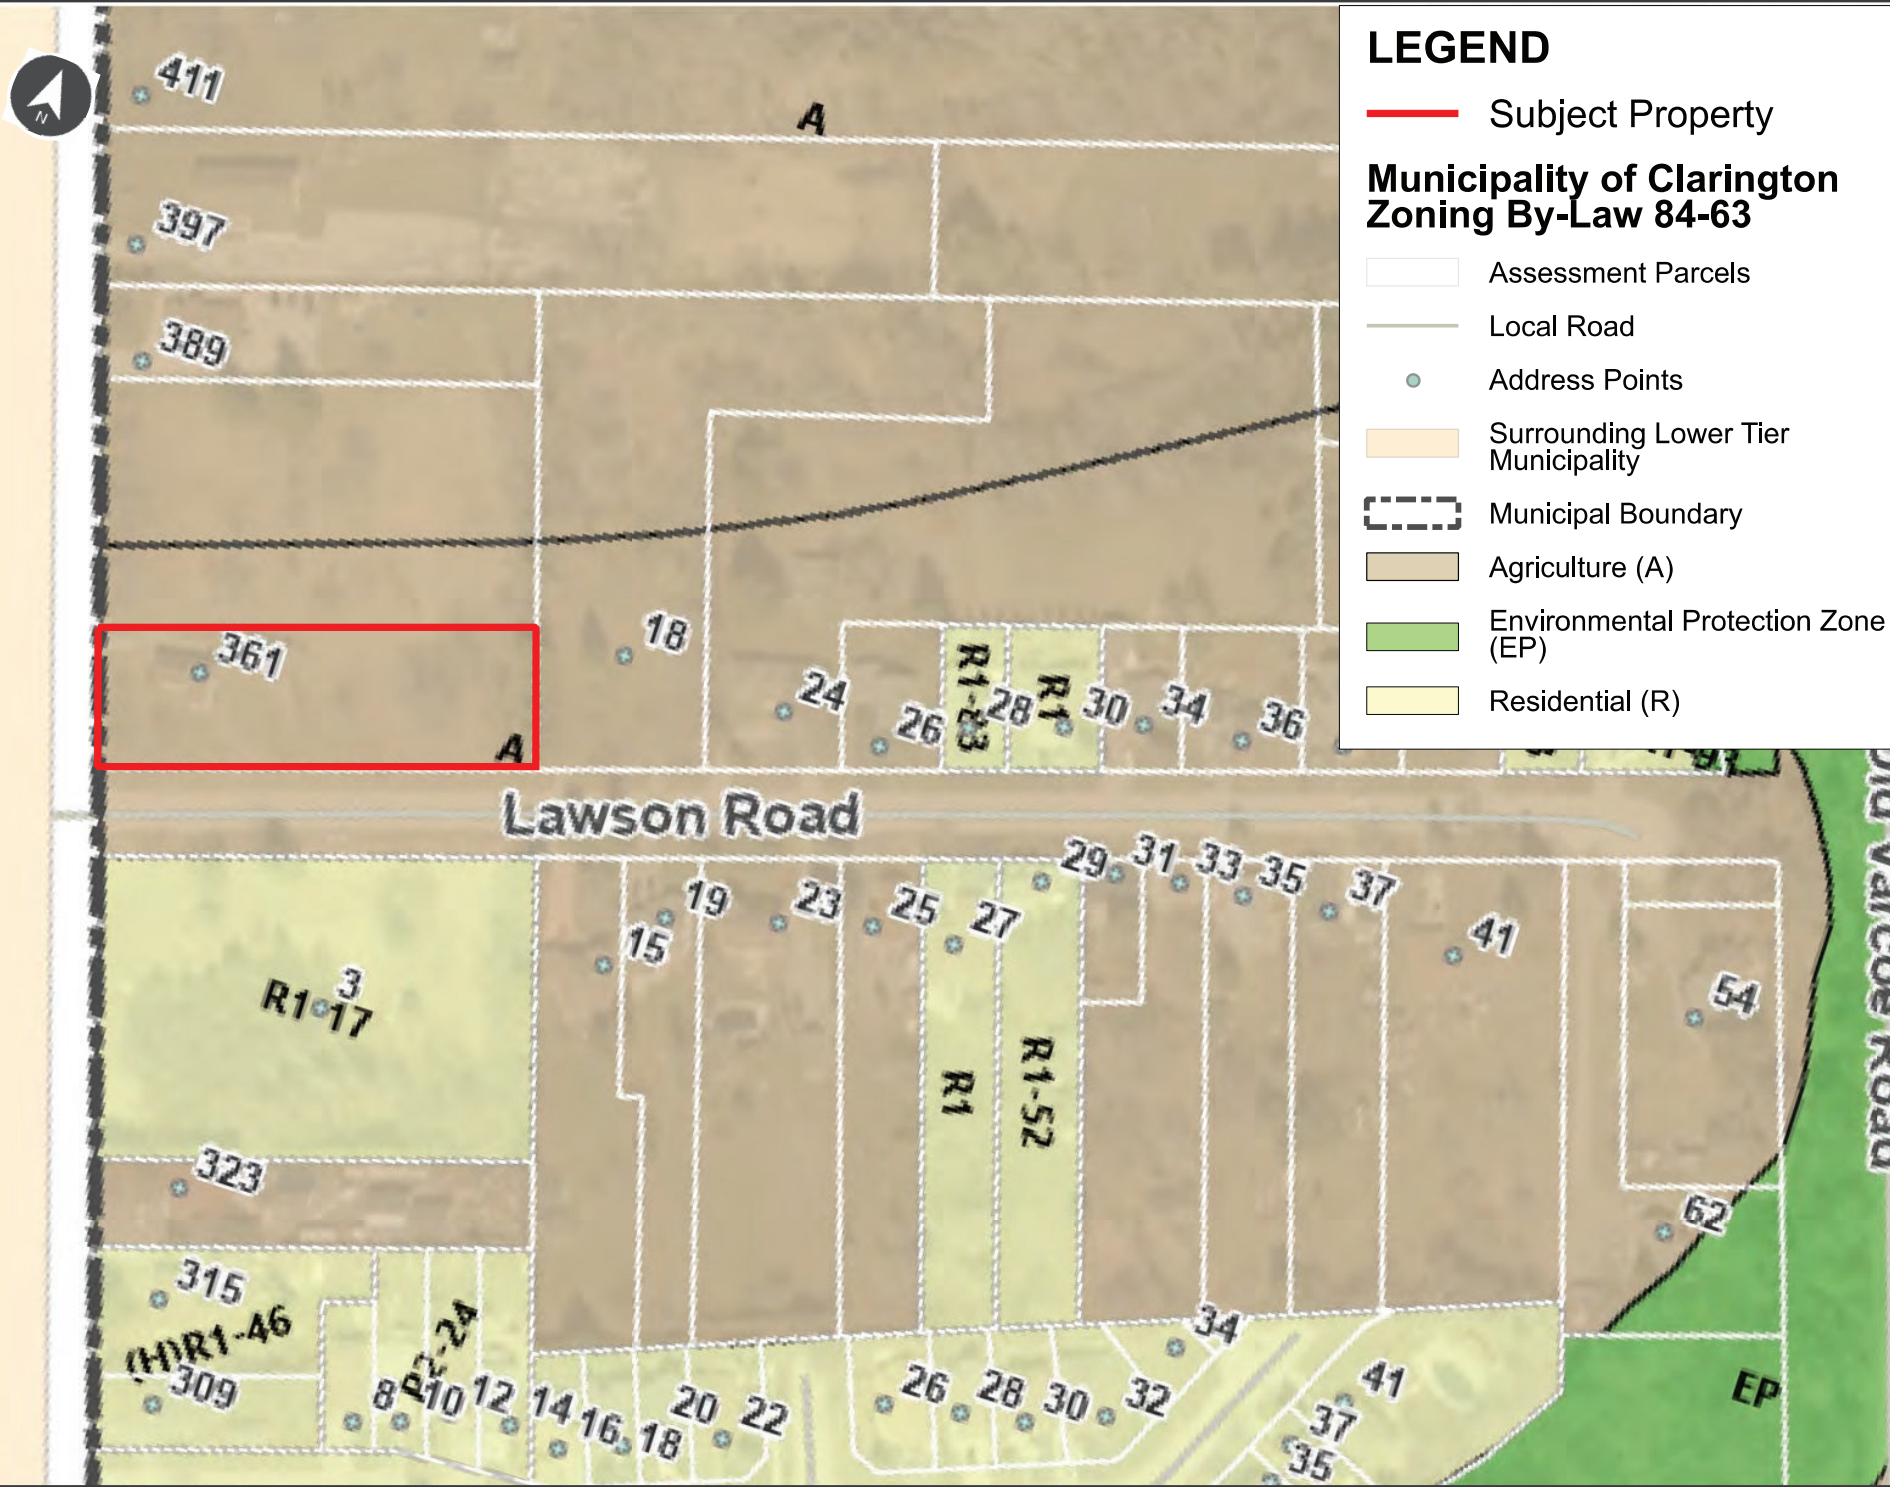 LEGEND
Subject Property
Municipality of Clarington
Zoning By-Law 84-63
Assessment Parcels
Local Road
Address Points
Surrounding Lower Tier
Municipality
Municipal Boundary
Agriculture (A)
Environmental Protection Zone
(EP)
Residential (R)
N
411
A
397
389
361
A
18
24
26
R1-83
28
R1
30
34
36
Lawson Road
29
31
33
35
37
19
23
25
27
15
41
3
R1-17
54
R1
R1-52
323
62
315
(H)R1-46
309
8
10
12
14
16
18
20
22
26
28
30
32
34
41
37
35
EP
Road